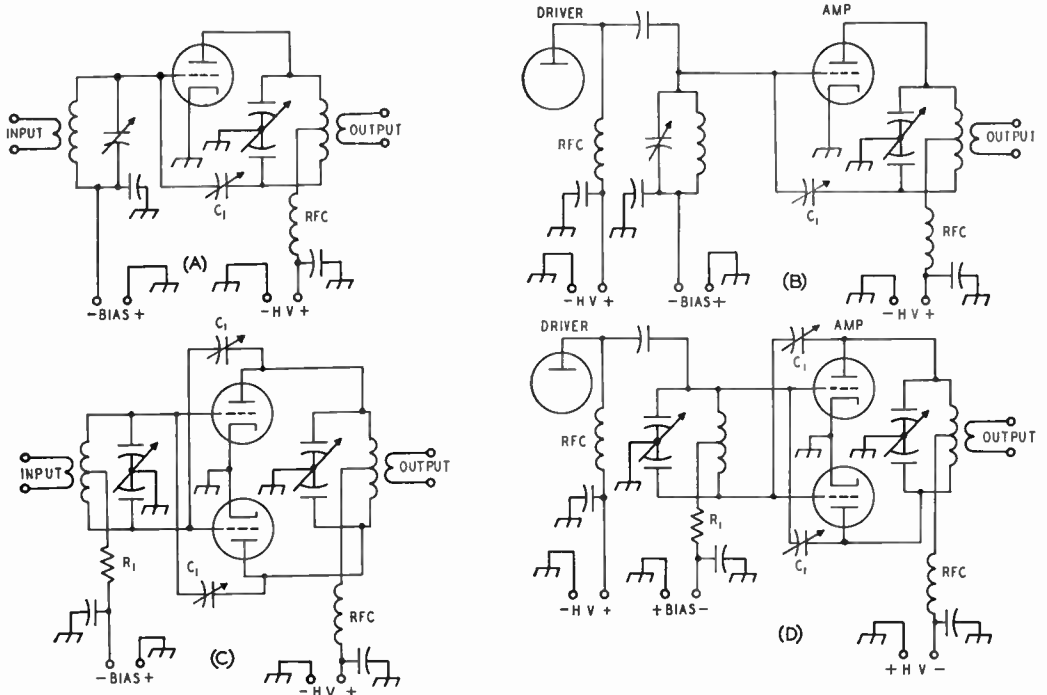 INPUT
OUTPUT
C1
RFC
(A)
-BIAS+
-HV+
DRIVER
AMP
RFC
C1
OUTPUT
RFC
(B)
-HV+
-BIAS+
-HV+
C1
INPUT
OUTPUT
R1
C1
RFC
(C)
-BIAS+
-HV+
DRIVER
AMP
C1
RFC
OUTPUT
R1
C1
RFC
(D)
-HV+
+BIAS-
+HV-